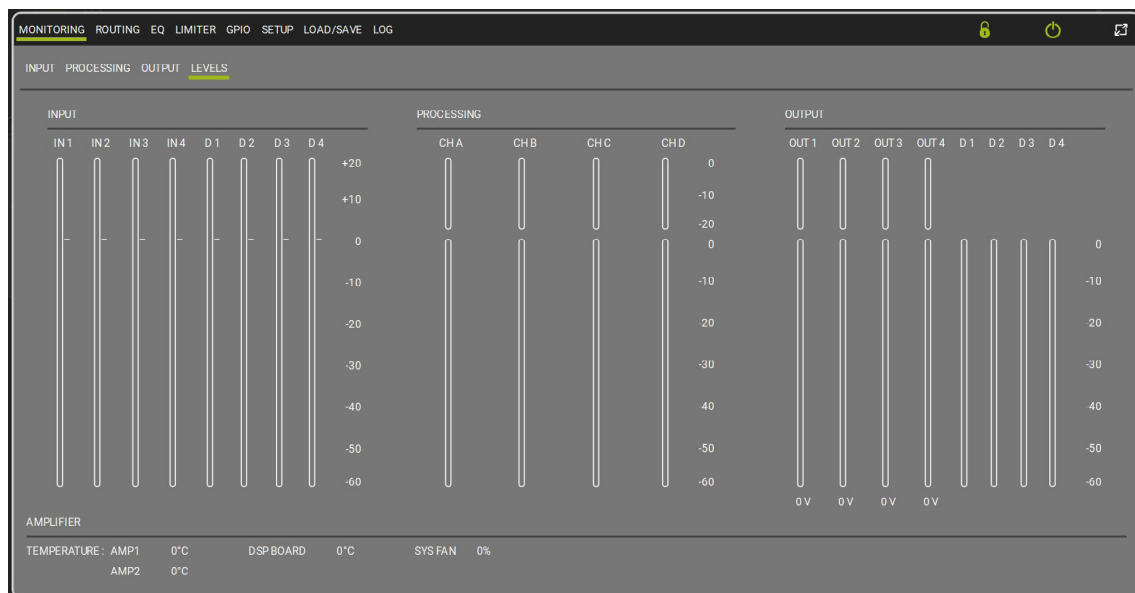 MONITORING ROUTING EQ LIMITER GPIO SETUP LOAD/SAVE LOG
INPUT PROCESSING OUTPUT LEVELS
INPUT
IN 1 IN 2 IN 3 IN 4 D 1 D 2 D 3 D 4
+20
+10
0
-10
-20
-30
-40
-50
-60
PROCESSING
CH A CH B CH C CH D
0
-10
-20
0
-10
-20
-30
-40
-50
-60
OUTPUT
OUT 1 OUT 2 OUT 3 OUT 4 D 1 D 2 D 3 D 4
0
-10
-20
-30
-40
-50
-60
0 V 0 V 0 V 0 V
AMPLIFIER
TEMPERATURE : AMP1 0°C DSP BOARD 0°C SYS FAN 0%
AMP2 0°C